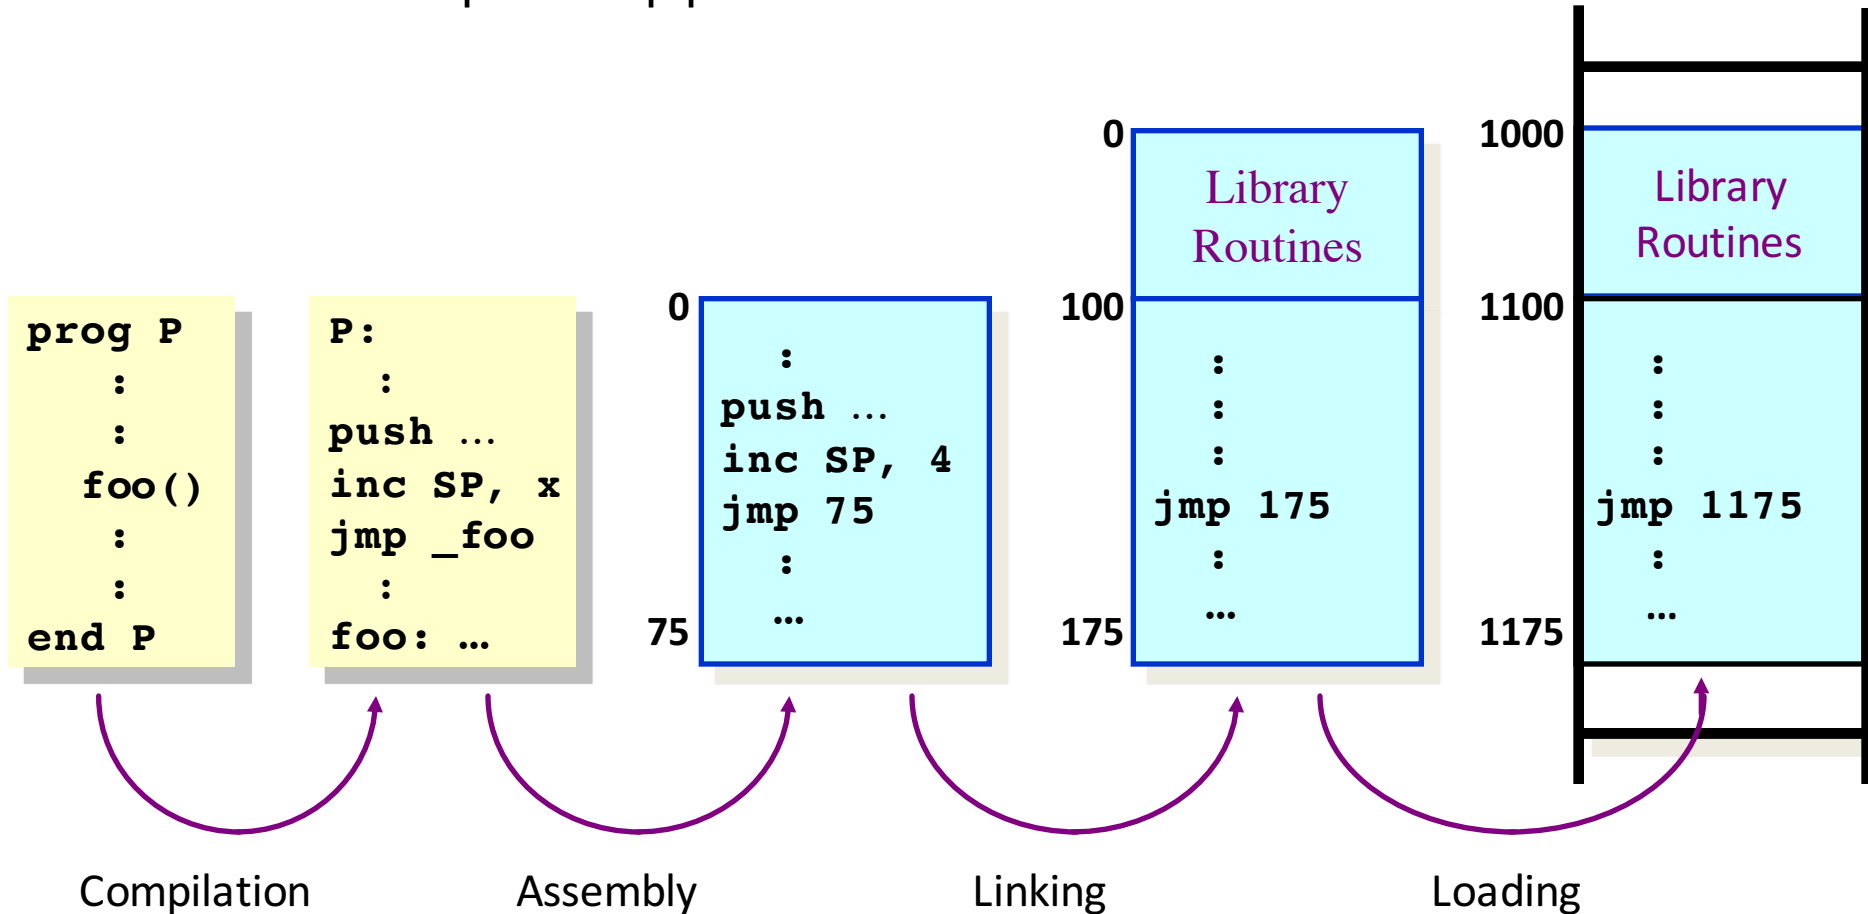 prog P
:
:
foo()
:
:
end P
P:
:
push …
inc SP, x
jmp _foo
:
foo: …
0
:
push …
inc SP, 4
jmp 75
:
…
75
0
Library
Routines
100
:
:
:
jmp 175
:
…
175
1000
Library
Routines
1100
:
:
:
jmp 1175
:
…
1175
Compilation
Assembly
Linking
Loading